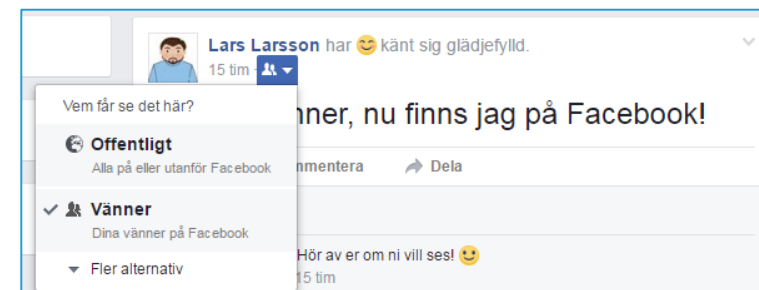 Lars Larsson har 😊 känt sig glädjefylld.
15 tim
Vem får se det här?
nner, nu finns jag på Facebook!
Offentligt
Alla på eller utanför Facebook
mmentera
Dela
Vänner
Dina vänner på Facebook
Hör av er om ni vill ses! 🙂
Fler alternativ
15 tim